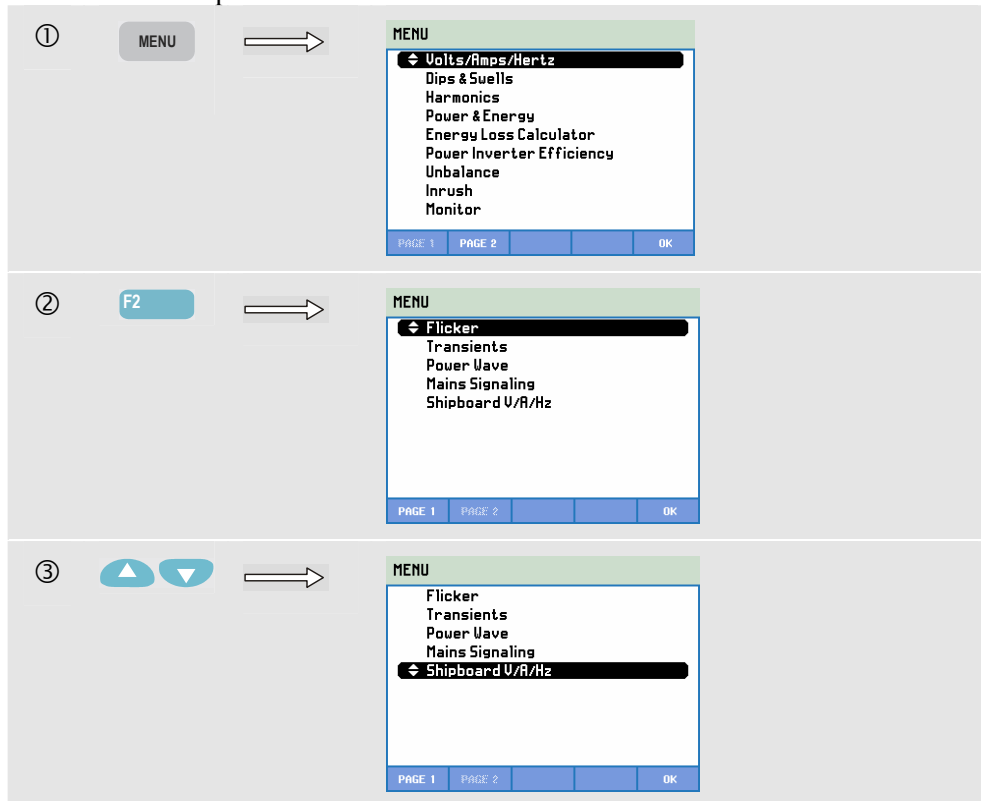 ① MENU MENU
Volts/Amps/Hertz
Dips & Swells
Harmonics
Power & Energy
Energy Loss Calculator
Power Inverter Efficiency
Unbalance
Inrush
Monitor
PAGE 1 PAGE 2 OK
② F2 MENU
Flicker
Transients
Power Wave
Mains Signaling
Shipboard V/A/Hz
PAGE 1 PAGE 2 OK
③ MENU
Flicker
Transients
Power Wave
Mains Signaling
Shipboard V/A/Hz
PAGE 1 PAGE 2 OK